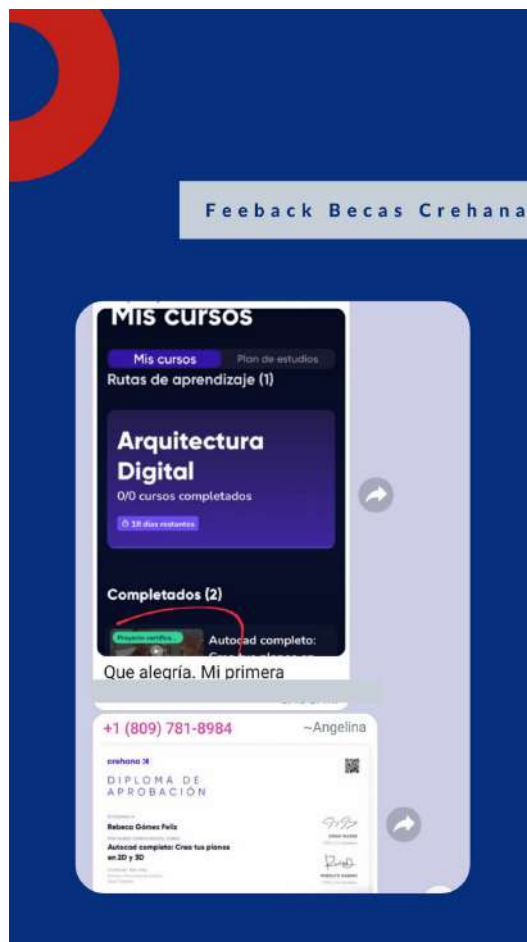 Feeback Becas Crehana
Mis cursos
Mis cursos
Plan de estudios
Rutas de aprendizaje (1)
Arquitectura
Digital
0/0 cursos completados
18 días restantes
Completados (2)
Proyecto certifica...
Autocad completo:
Que alegría. Mi primera
+1 (809) 781-8984
~Angelina
crehana
DIPLOMA DE
APROBACIÓN
Rebeca Gómez Feliz
Autocad completo: Crea tus planos
en 2D y 3D